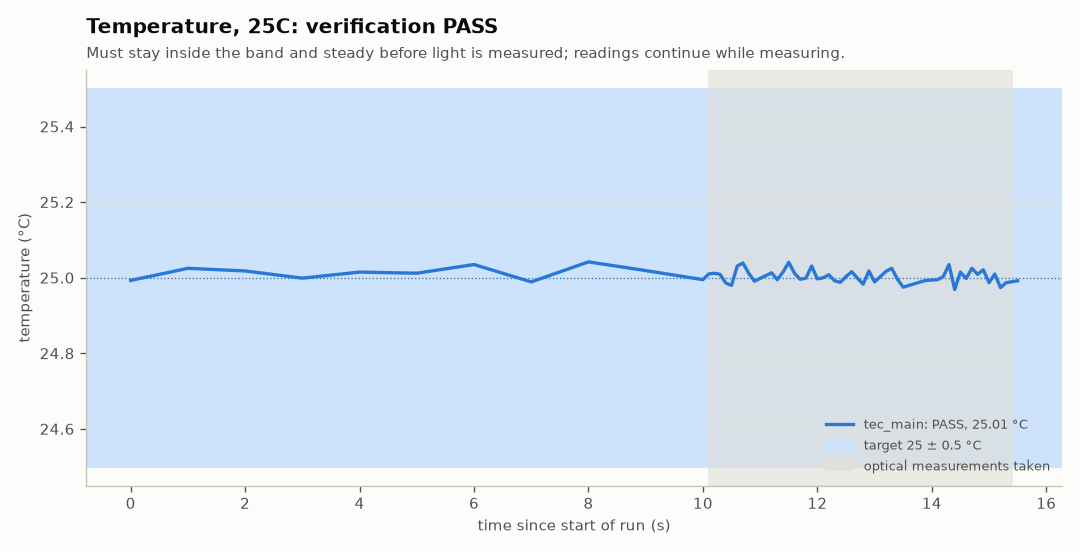 Temperature, 25C: verification PASS
Must stay inside the band and steady before light is measured; readings continue while measuring.
temperature (°C)
25.4
25.2
25.0
24.8
24.6
tec_main: PASS, 25.01 °C
target 25 ± 0.5 °C
optical measurements taken
0 2 4 6 8 10 12 14 16
time since start of run (s)